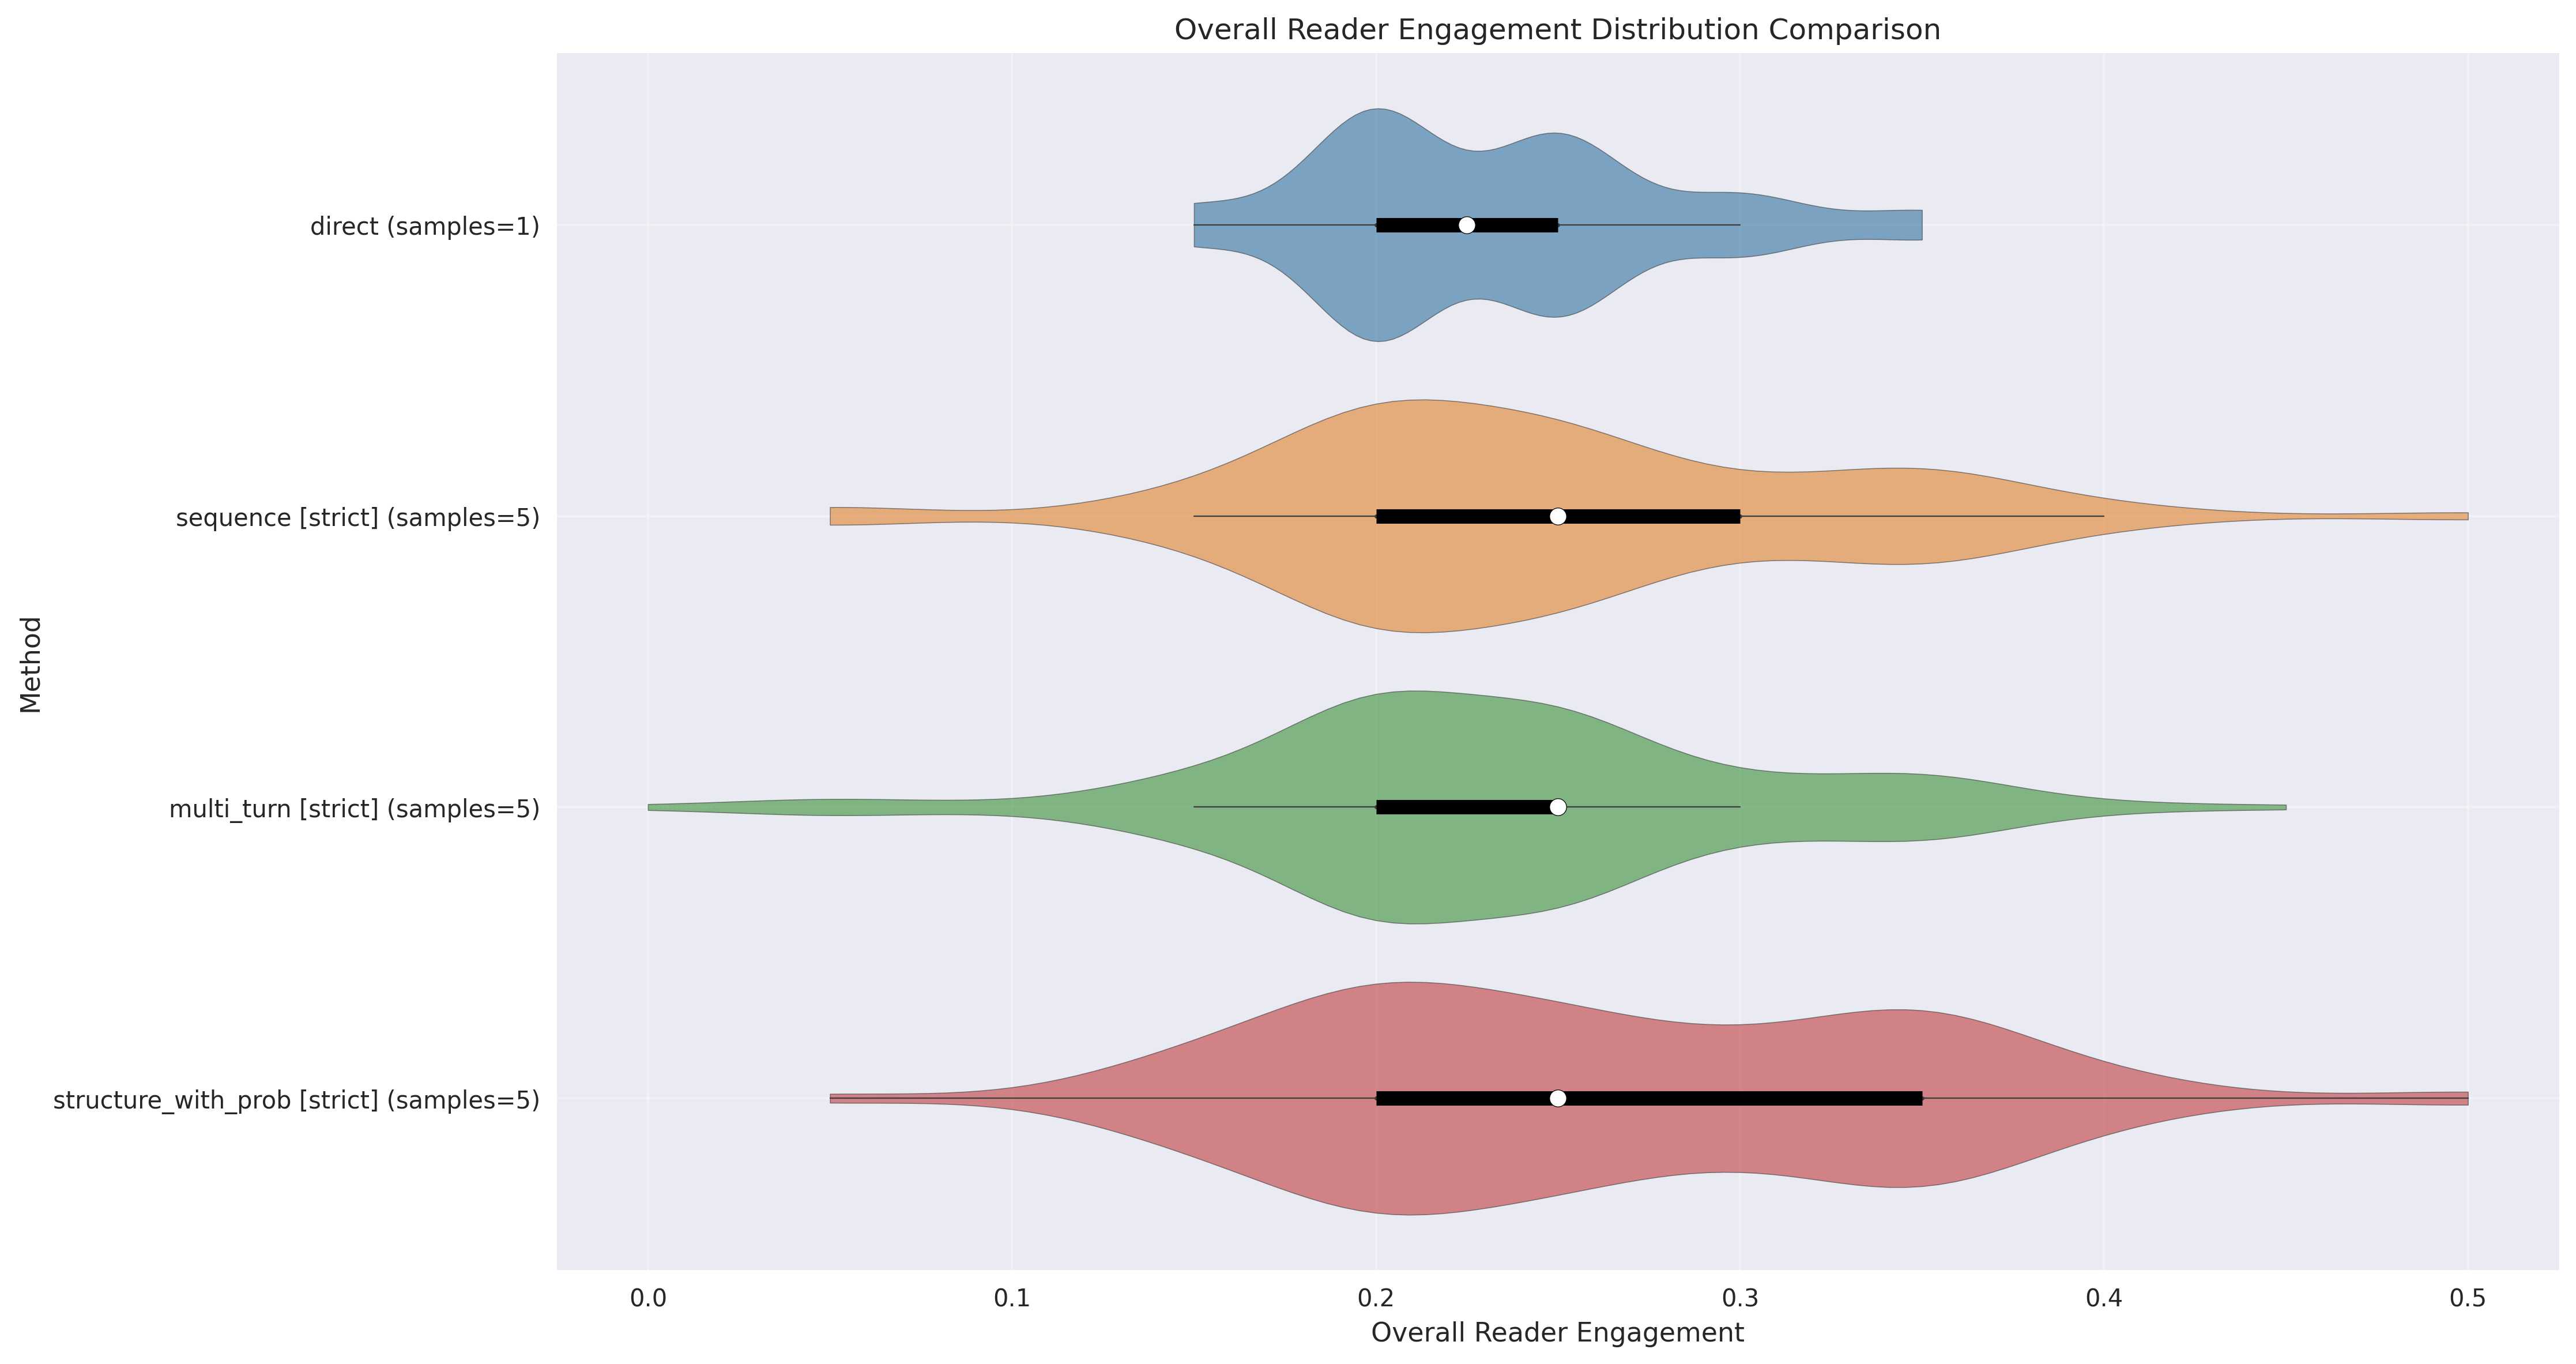 Overall Reader Engagement Distribution Comparison
Method
direct (samples=1)
sequence [strict] (samples=5)
multi_turn [strict] (samples=5)
structure_with_prob [strict] (samples=5)
0.0 0.1 0.2 0.3 0.4 0.5
Overall Reader Engagement